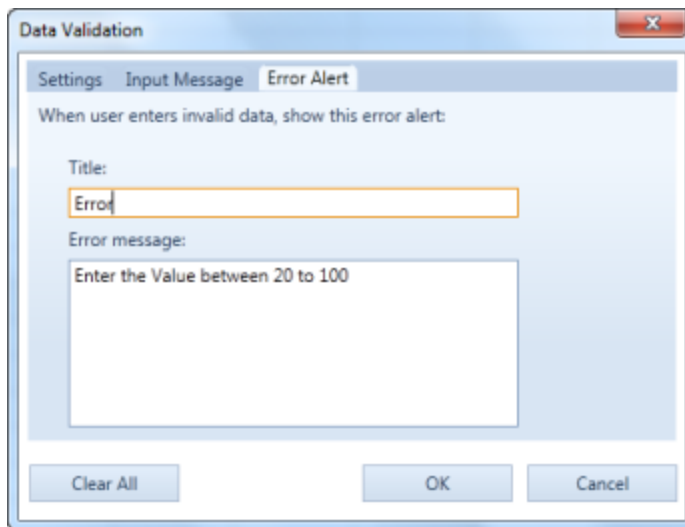 Data Validation
Settings Input Message Error Alert
When user enters invalid data, show this error alert:
Title:
Error
Error message:
Enter the Value between 20 to 100
Clear All OK Cancel